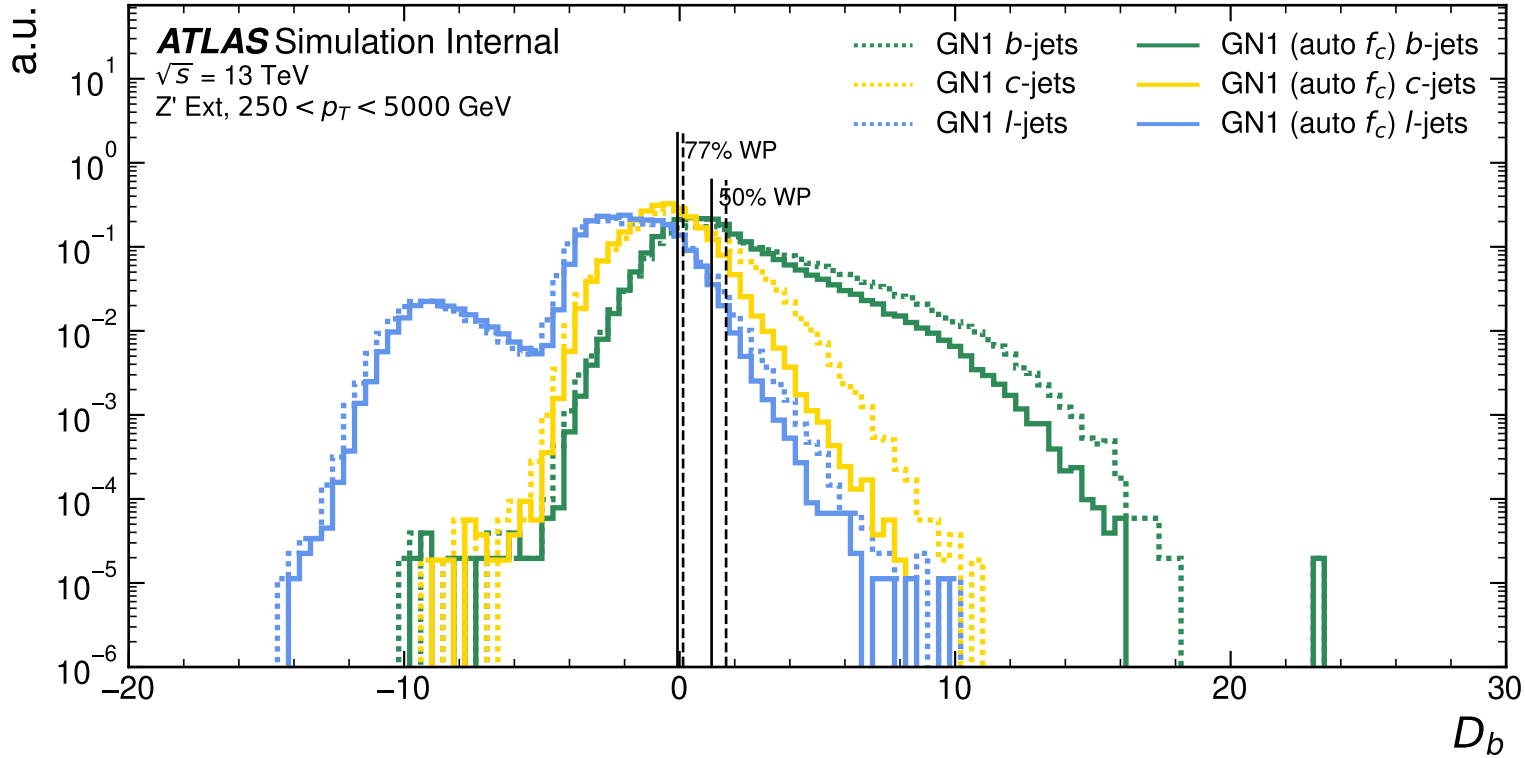 a.u.
ATLAS Simulation Internal
√s = 13 TeV
Z' Ext, 250 < p_T < 5000 GeV
GN1 b-jets
GN1 c-jets
GN1 l-jets
GN1 (auto f_c) b-jets
GN1 (auto f_c) c-jets
GN1 (auto f_c) l-jets
77% WP
50% WP
10^1
10^0
10^−1
10^−2
10^−3
10^−4
10^−5
10^−6
−20 −10 0 10 20 30
D_b